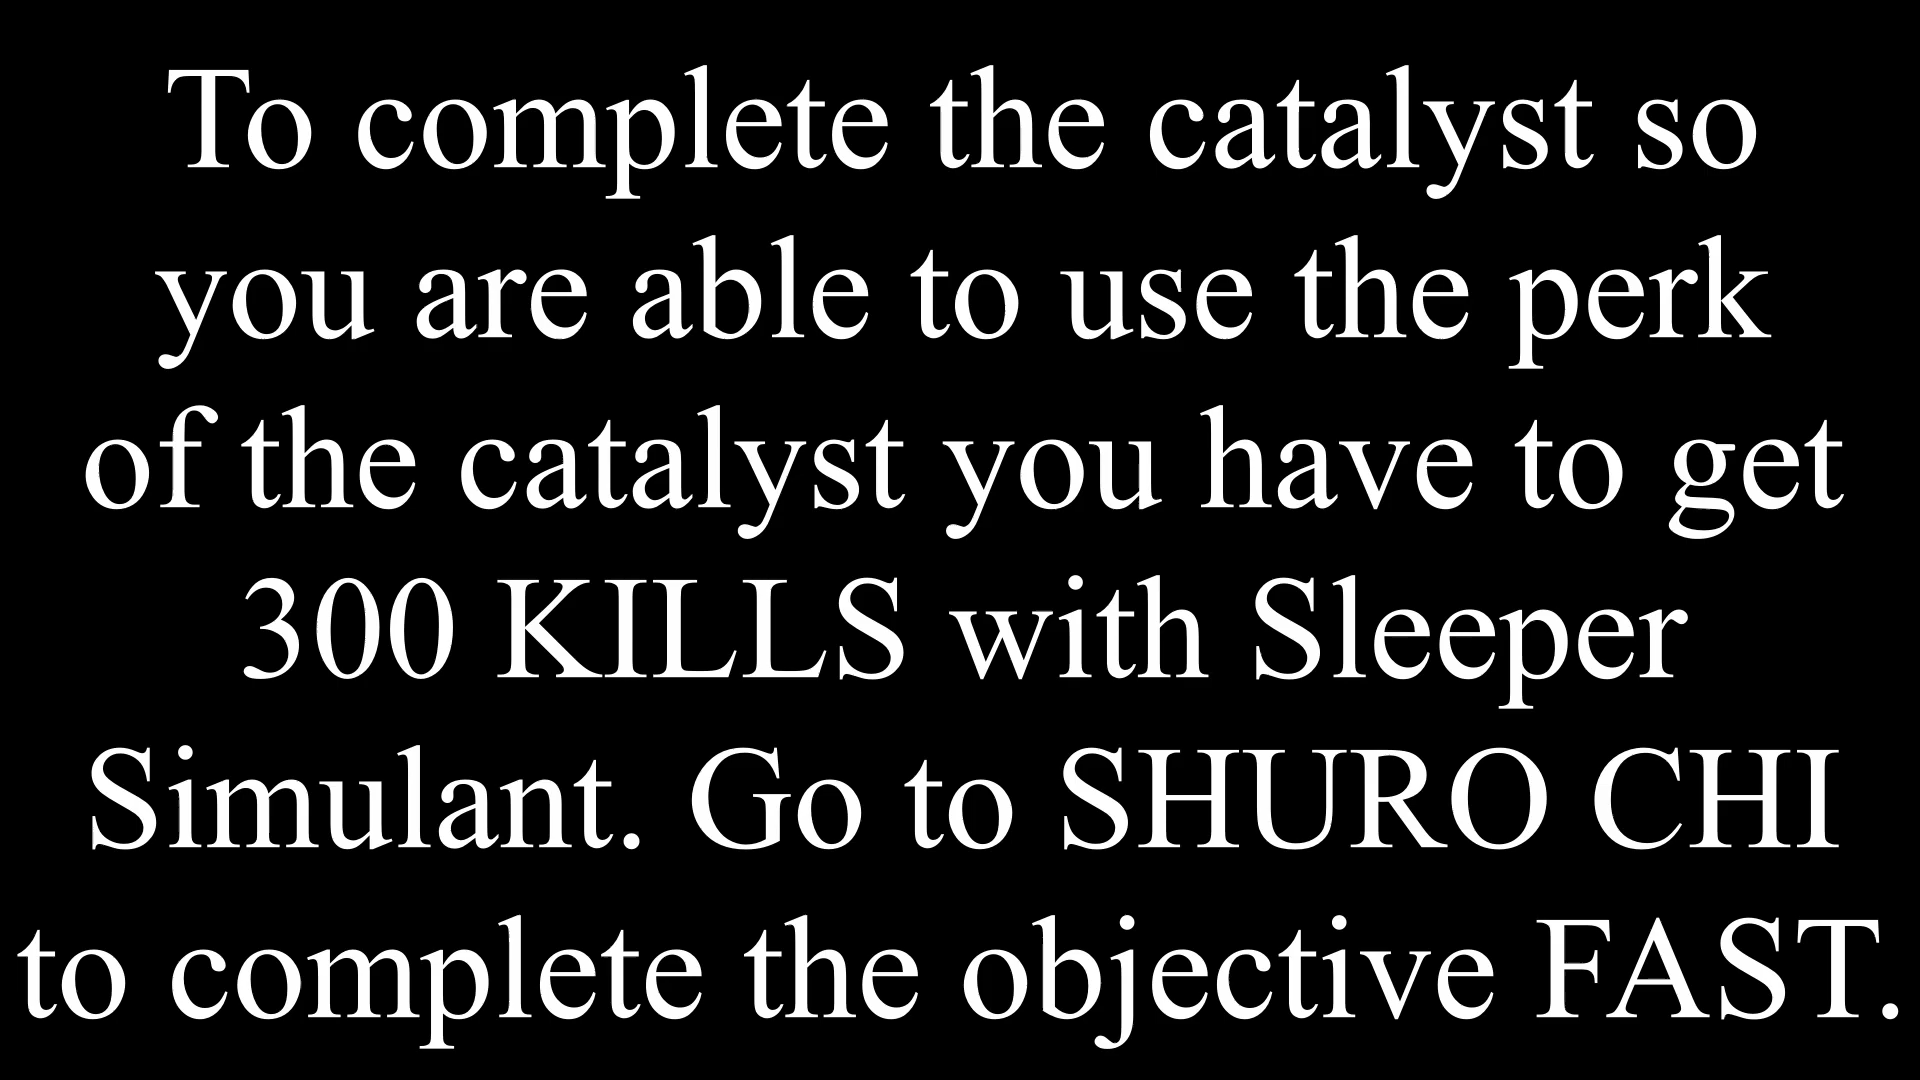 To complete the catalyst so
you are able to use the perk
of the catalyst you have to get
300 KILLS with Sleeper
Simulant. Go to SHURO CHI
to complete the objective FAST.